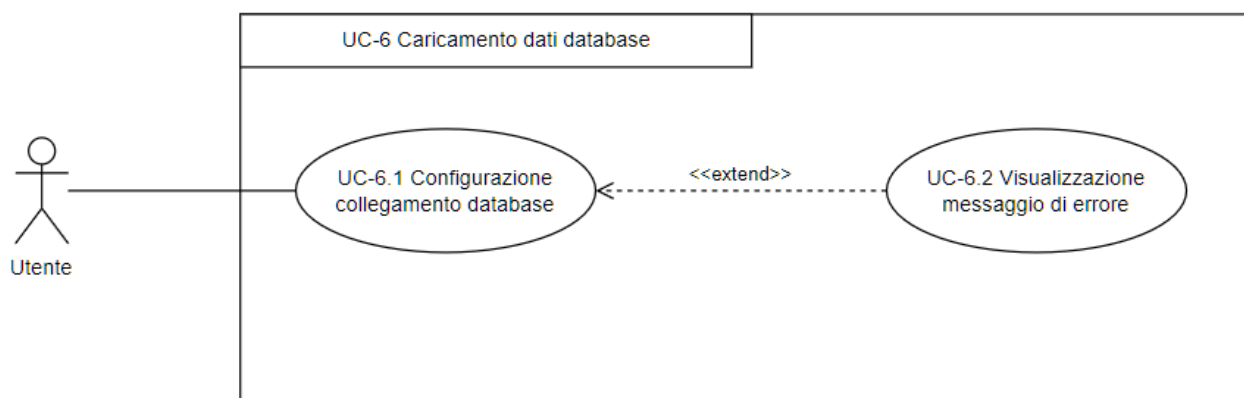 UC-6 Caricamento dati database
UC-6.1 Configurazione
collegamento database
<<extend>>
UC-6.2 Visualizzazione
messaggio di errore
Utente